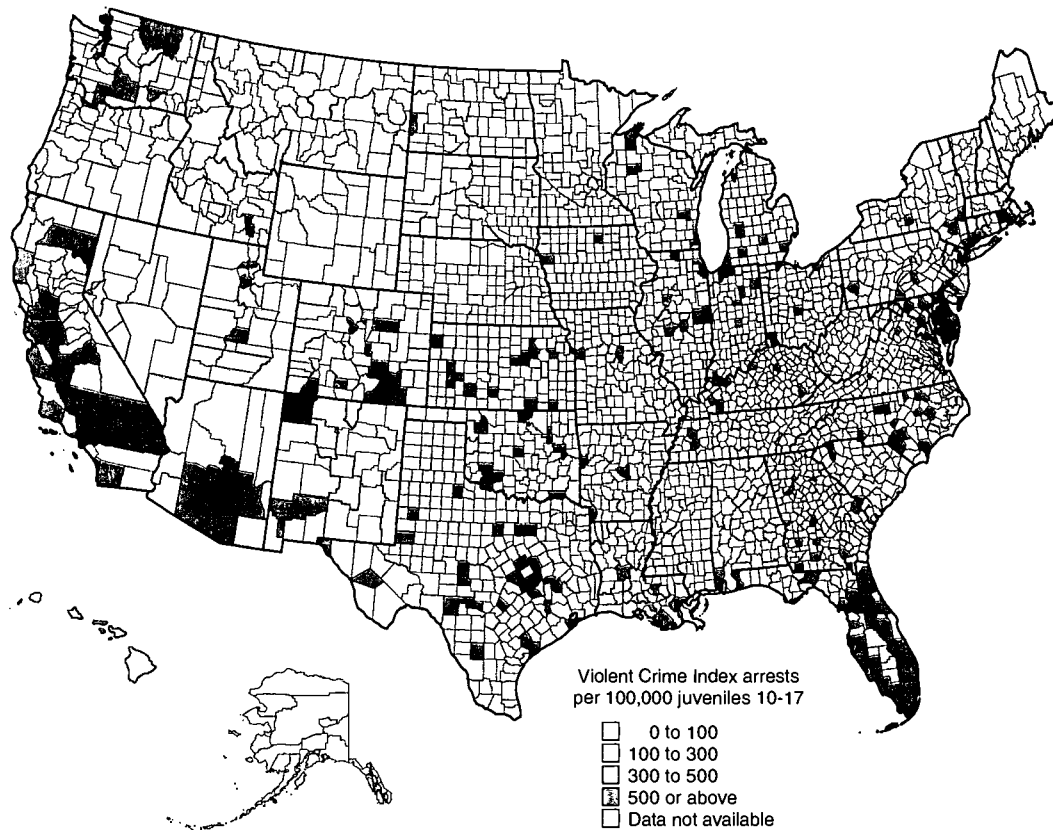 Violent Crime Index arrests
per 100,000 juveniles 10-17
0 to 100
100 to 300
300 to 500
500 or above
Data not available